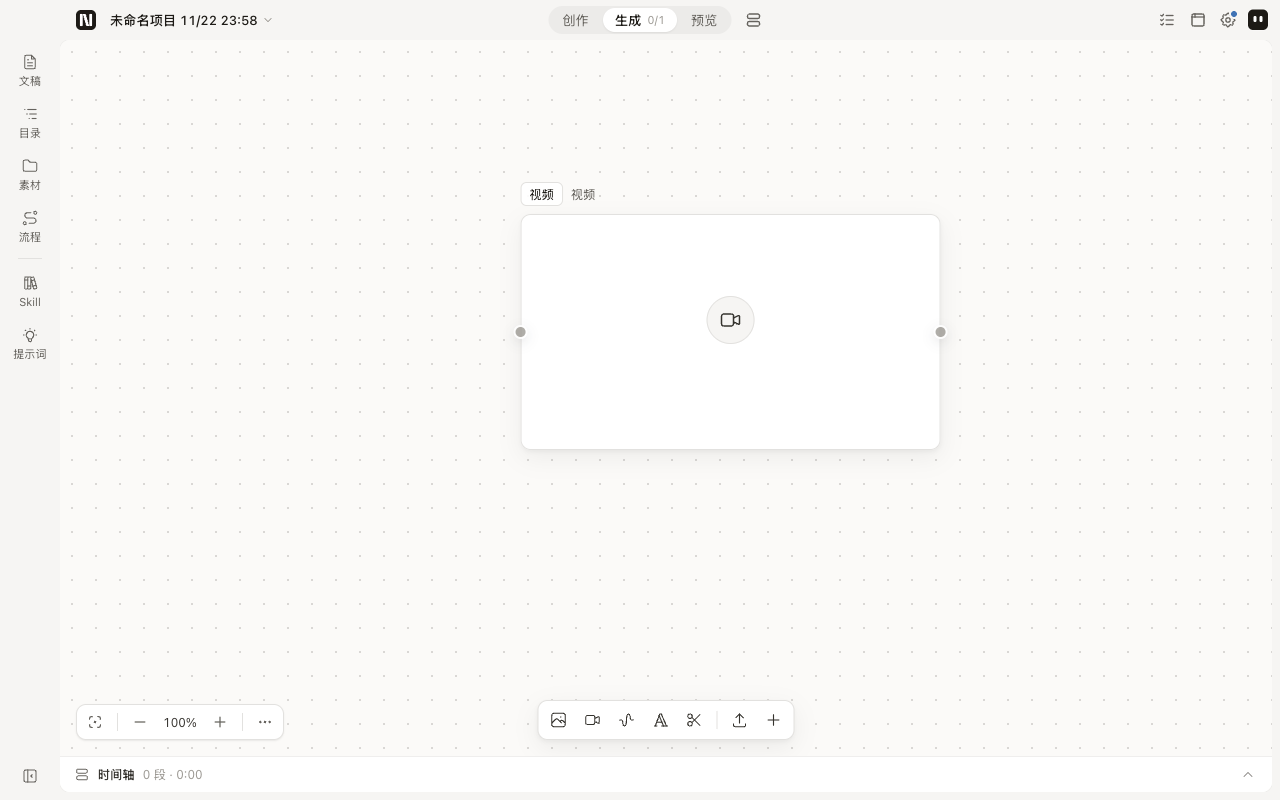 未命名项目 11/22 23:58
创作
生成 0/1
预览
文稿
目录
素材
流程
Skill
提示词
视频 视频 ·
100%
时间轴 0 段 · 0:00